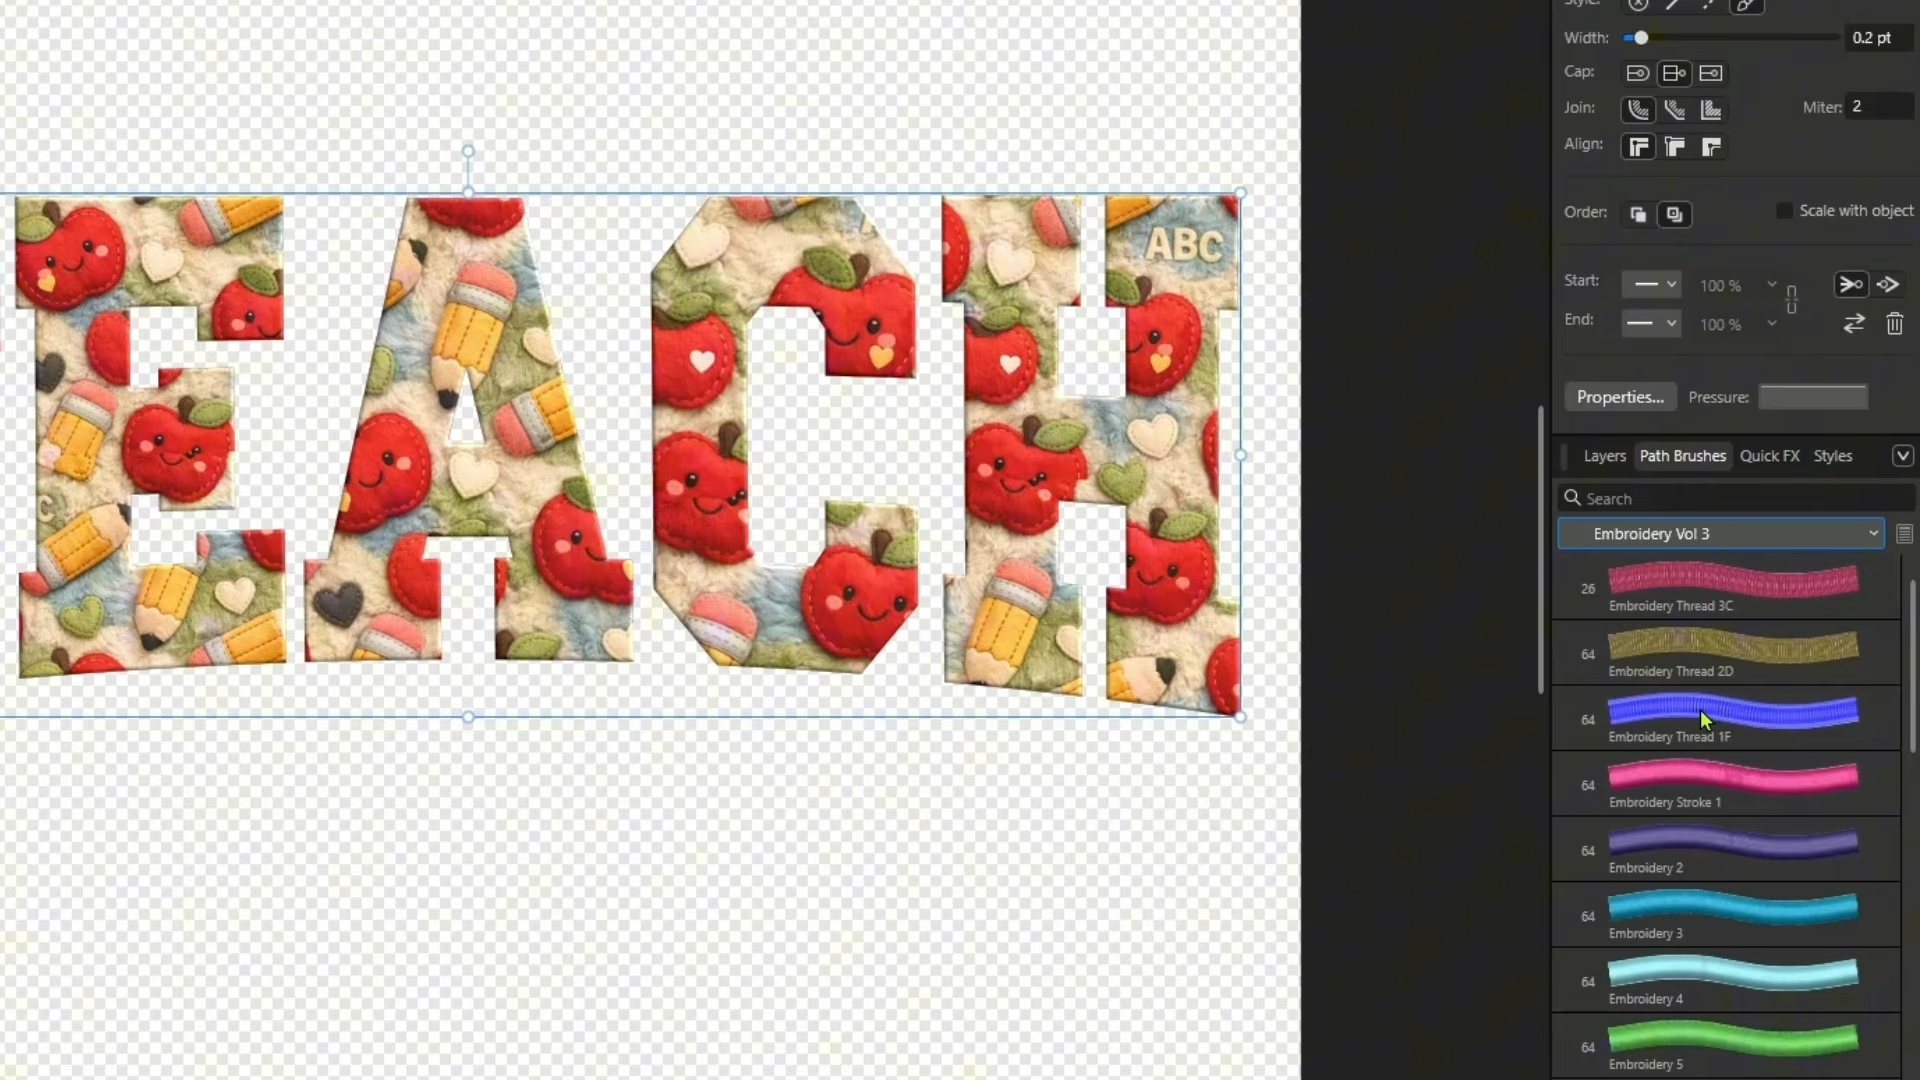 Style:
Width: 0.2 pt
Cap:
Join: Miter: 2
Align:
Order: Scale with object
Start: 100 %
End: 100 %
Properties... Pressure:
Layers Path Brushes Quick FX Styles
Search
Embroidery Vol 3
26
Embroidery Thread 3C
64
Embroidery Thread 2D
64
Embroidery Thread 1F
64
Embroidery Stroke 1
64
Embroidery 2
64
Embroidery 3
64
Embroidery 4
64
Embroidery 5
EACH
ABC